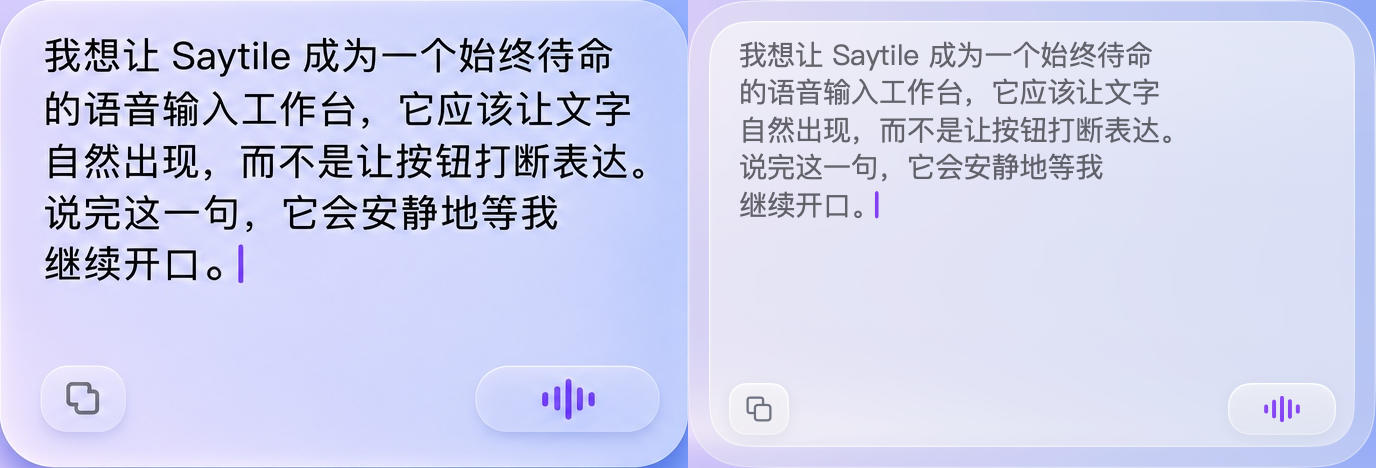 我想让 Saytile 成为一个始终待命
的语音输入工作台，它应该让文字
自然出现，而不是让按钮打断表达。
说完这一句，它会安静地等我
继续开口。
我想让 Saytile 成为一个始终待命
的语音输入工作台，它应该让文字
自然出现，而不是让按钮打断表达。
说完这一句，它会安静地等我
继续开口。